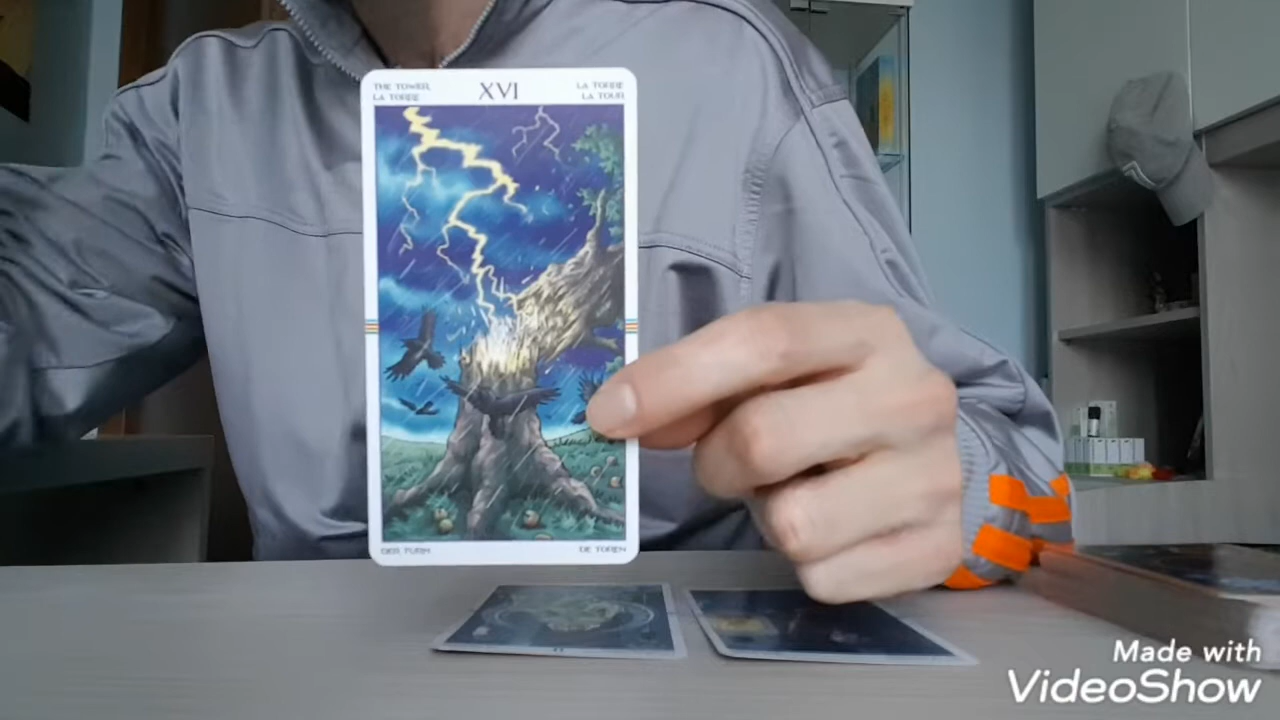 THE TOWER
LA TORRE
XVI
LA TORRE
LA TOUR
DER TURM
DE TOREN
Made with
VideoShow